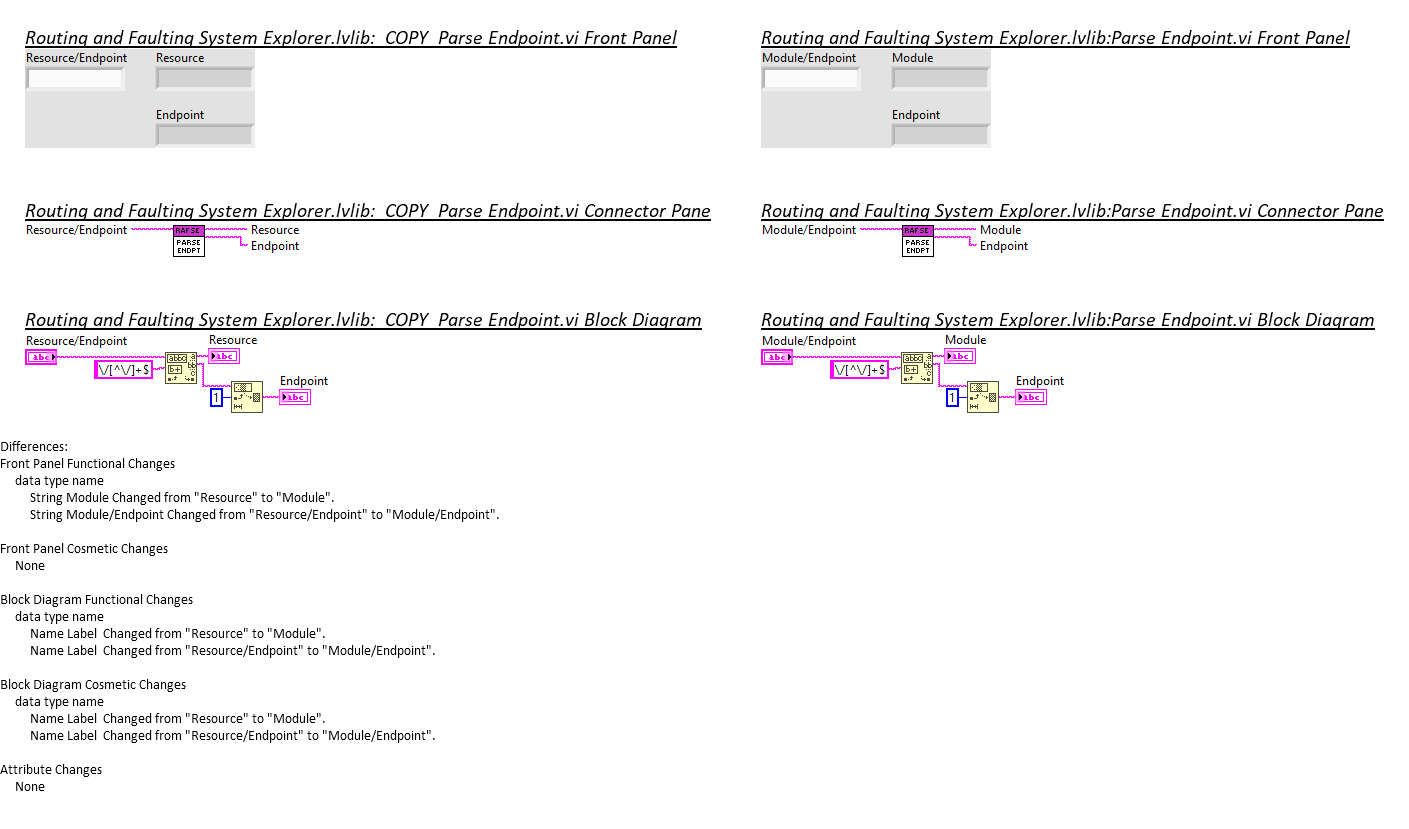 Routing and Faulting System Explorer.lvlib:  COPY  Parse Endpoint.vi Front Panel
Resource/Endpoint Resource
Endpoint
Routing and Faulting System Explorer.lvlib:Parse Endpoint.vi Front Panel
Module/Endpoint Module
Endpoint
Routing and Faulting System Explorer.lvlib:  COPY  Parse Endpoint.vi Connector Pane
Resource/Endpoint RAFSE Resource
PARSE Endpoint
ENDPT
Routing and Faulting System Explorer.lvlib:Parse Endpoint.vi Connector Pane
Module/Endpoint RAFSE Module
PARSE Endpoint
ENDPT
Routing and Faulting System Explorer.lvlib:  COPY  Parse Endpoint.vi Block Diagram
Resource/Endpoint Resource
abc abbc a abc
\/[^\/]+$ b+ bb c
Endpoint
1 abc
Routing and Faulting System Explorer.lvlib:Parse Endpoint.vi Block Diagram
Module/Endpoint Module
abc abbc a abc
\/[^\/]+$ b+ bb c
Endpoint
1 abc
Differences:
Front Panel Functional Changes
data type name
String Module Changed from "Resource" to "Module".
String Module/Endpoint Changed from "Resource/Endpoint" to "Module/Endpoint".
Front Panel Cosmetic Changes
None
Block Diagram Functional Changes
data type name
Name Label  Changed from "Resource" to "Module".
Name Label  Changed from "Resource/Endpoint" to "Module/Endpoint".
Block Diagram Cosmetic Changes
data type name
Name Label  Changed from "Resource" to "Module".
Name Label  Changed from "Resource/Endpoint" to "Module/Endpoint".
Attribute Changes
None